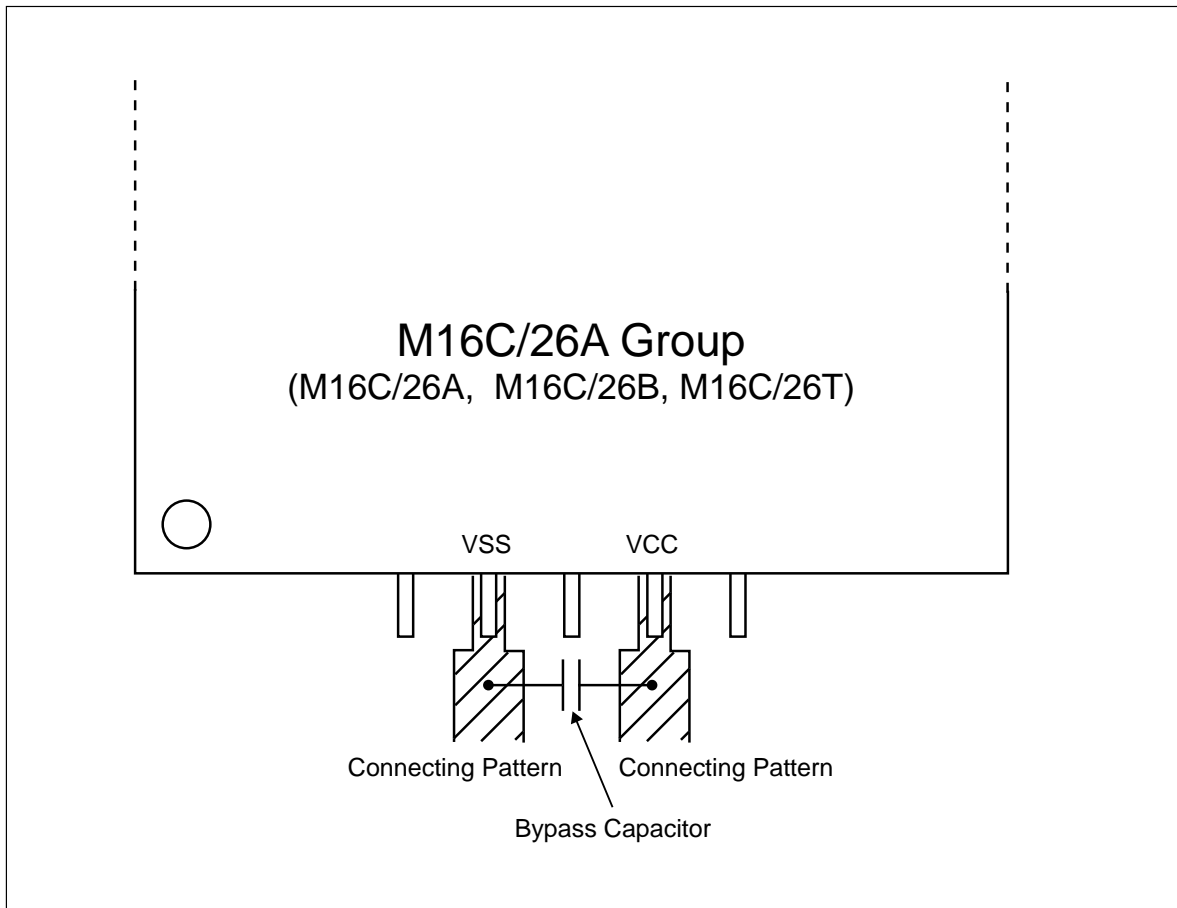 M16C/26A Group
(M16C/26A, M16C/26B, M16C/26T)
VSS VCC
Connecting Pattern Connecting Pattern
Bypass Capacitor